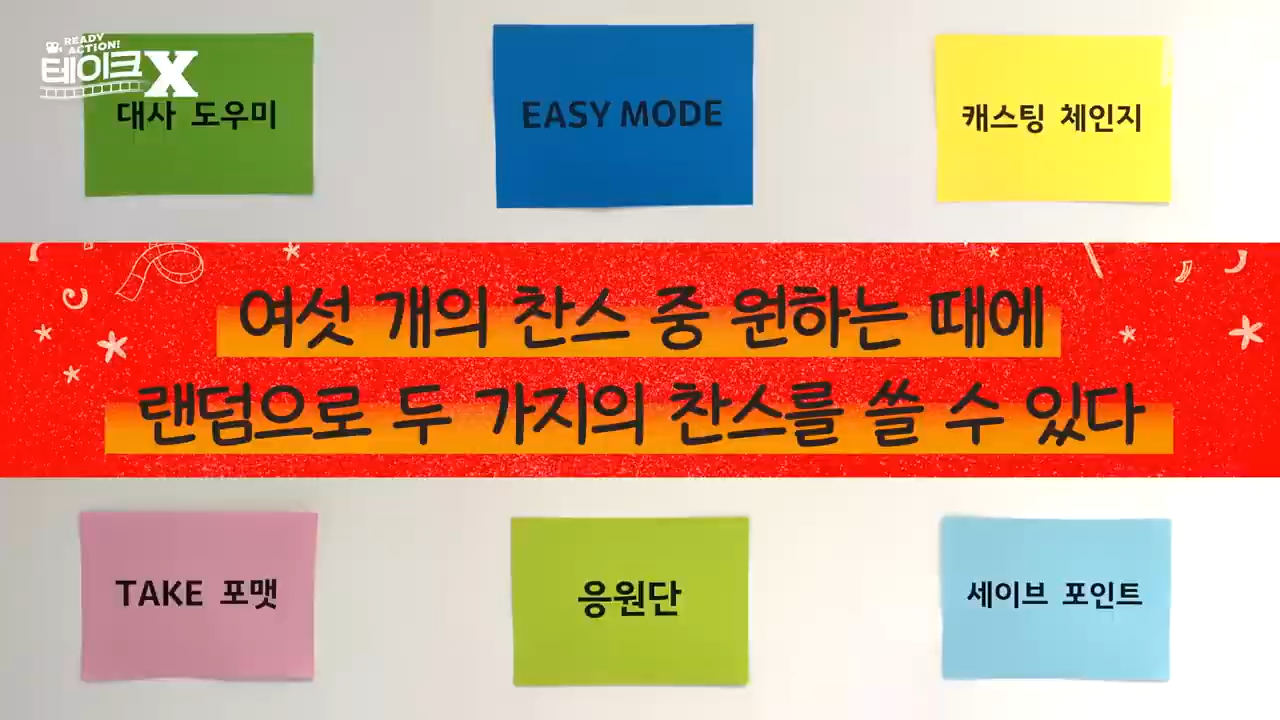 READY
ACTION!
테이크X
대사 도우미
EASY MODE
캐스팅 체인지
여섯 개의 찬스 중 원하는 때에
랜덤으로 두 가지의 찬스를 쓸 수 있다
TAKE 포맷
응원단
세이브 포인트